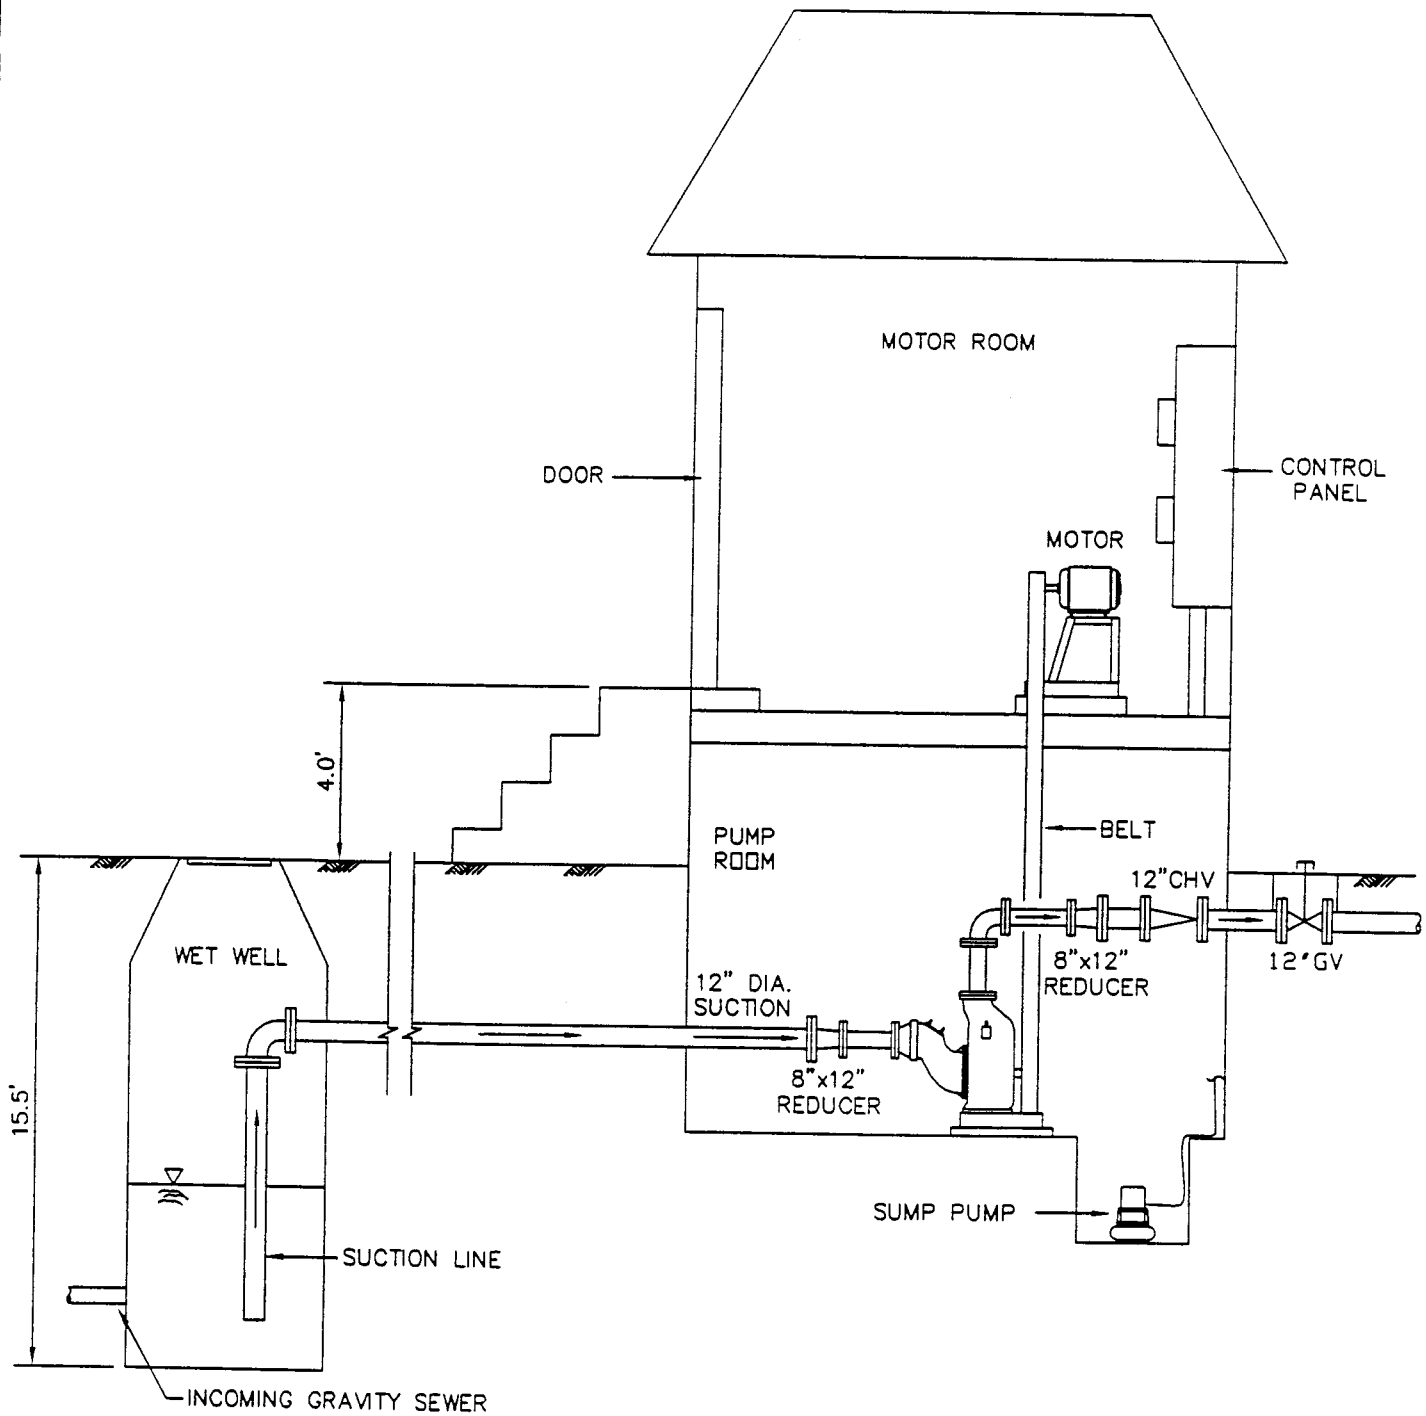 MOTOR ROOM
DOOR
CONTROL
PANEL
MOTOR
4.0'
PUMP
ROOM
BELT
12"CHV
WET WELL
12" DIA.
SUCTION
8"x12"
REDUCER
12"GV
8"x12"
REDUCER
15.5'
SUMP PUMP
SUCTION LINE
INCOMING GRAVITY SEWER